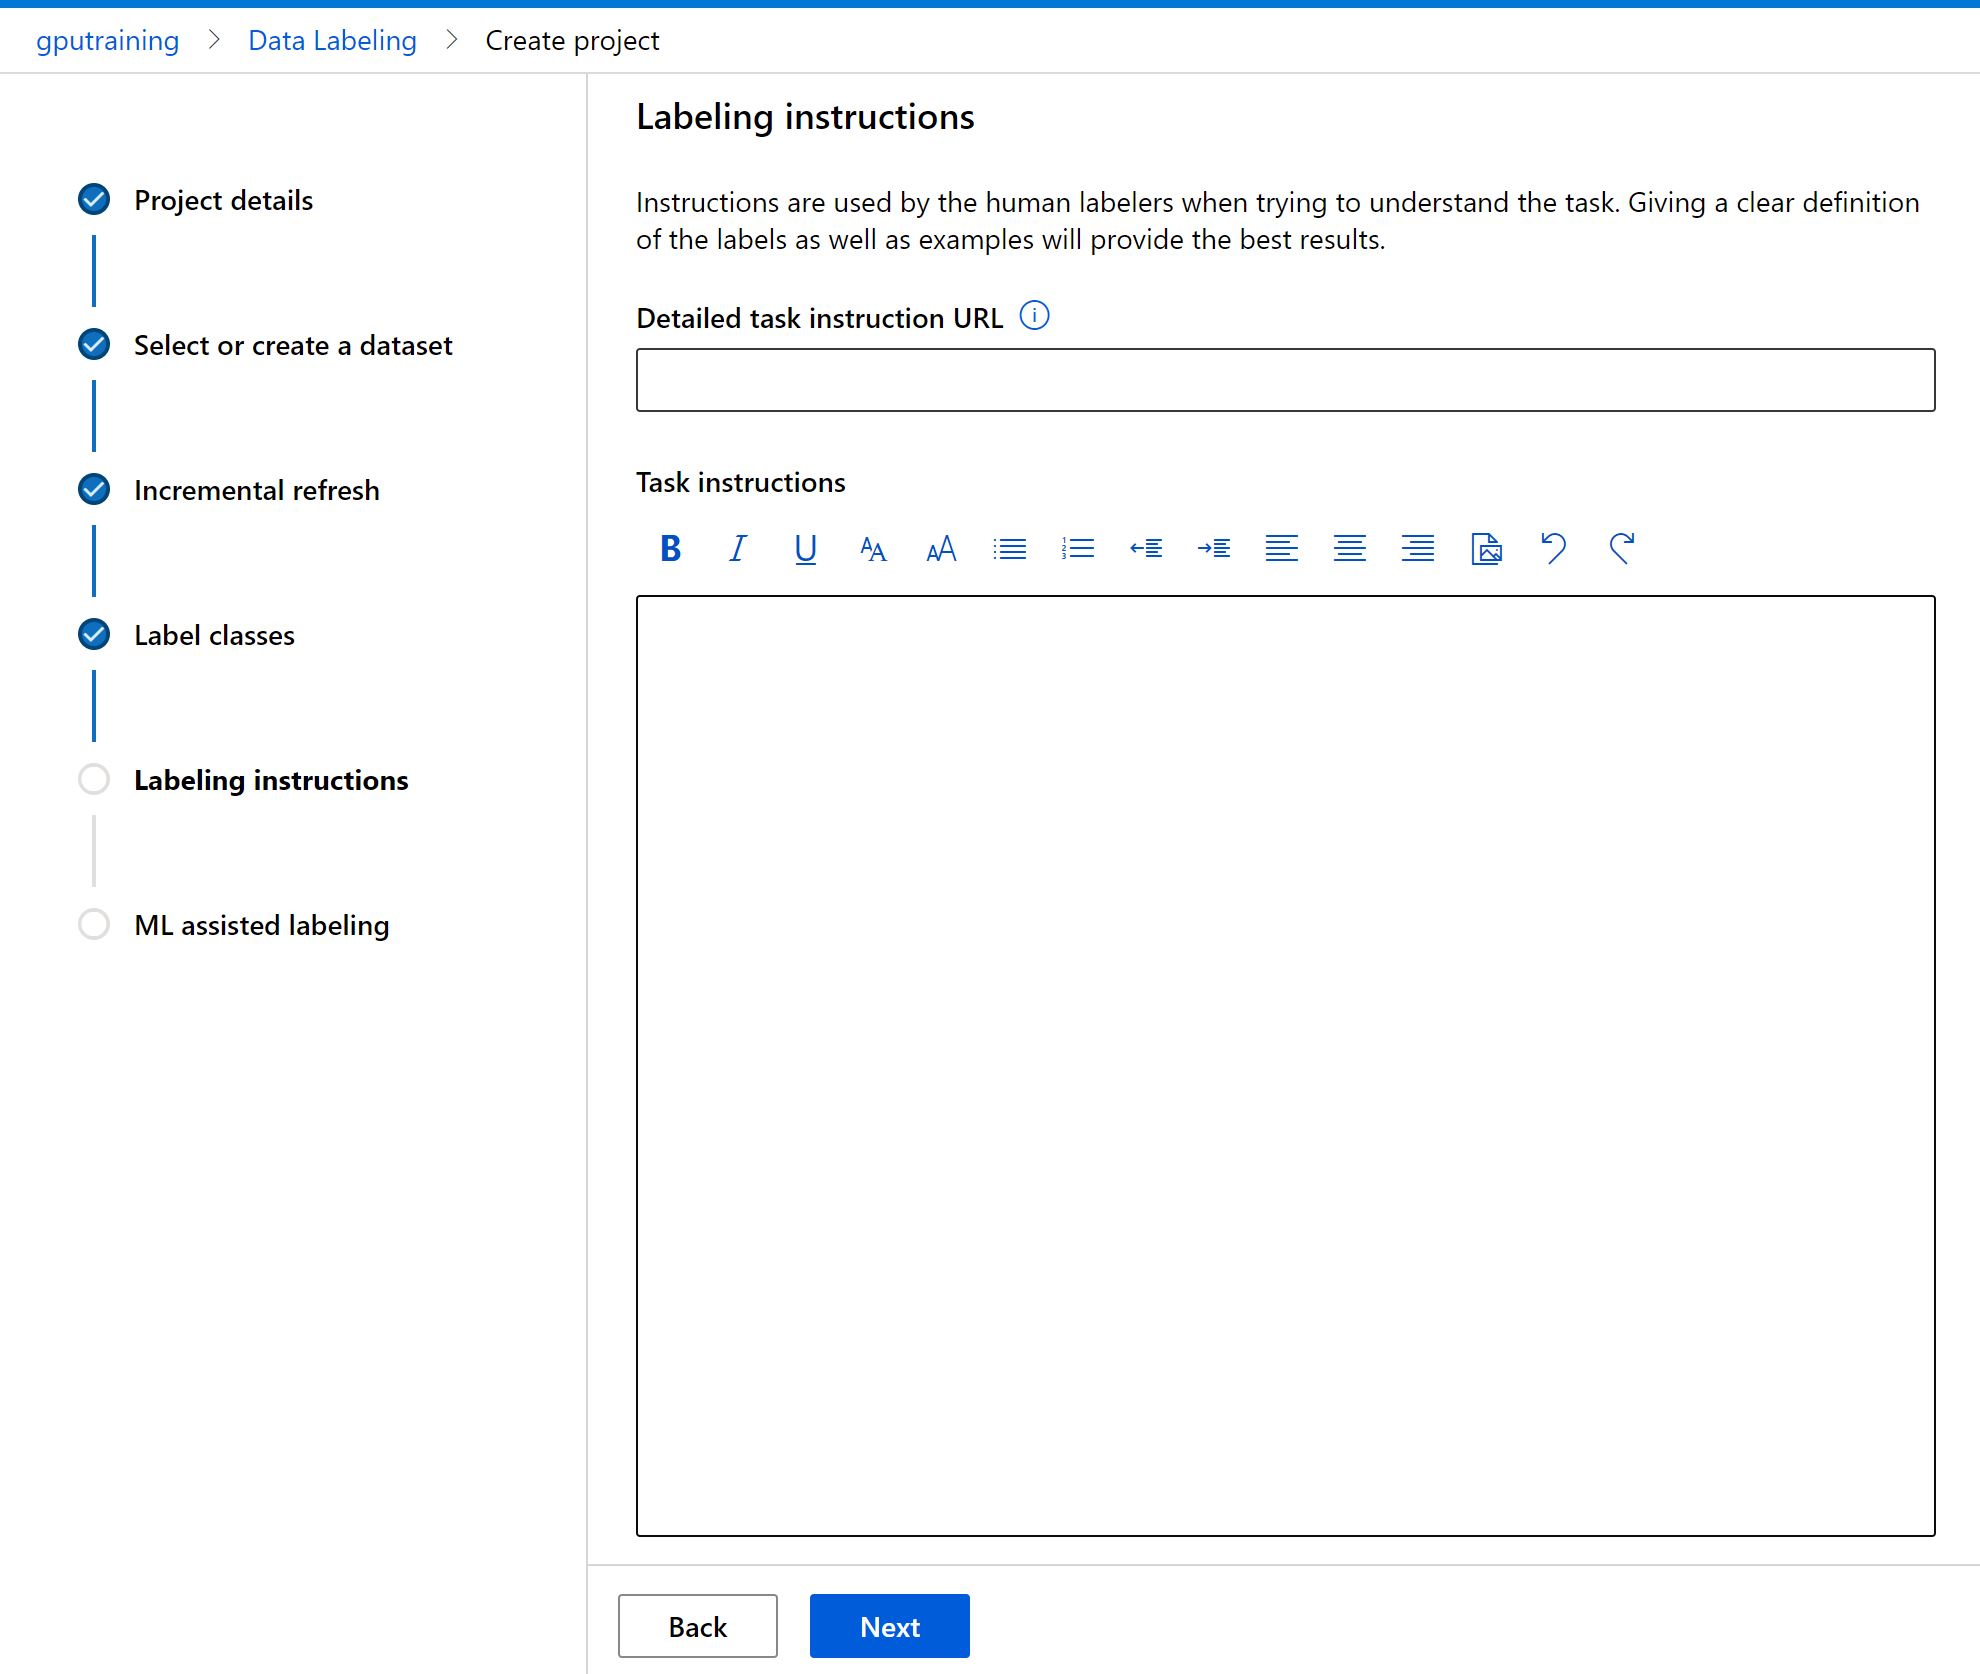 gputraining > Data Labeling > Create project
Project details
Select or create a dataset
Incremental refresh
Label classes
Labeling instructions
ML assisted labeling
Labeling instructions
Instructions are used by the human labelers when trying to understand the task. Giving a clear definition
of the labels as well as examples will provide the best results.
Detailed task instruction URL
Task instructions
Back
Next